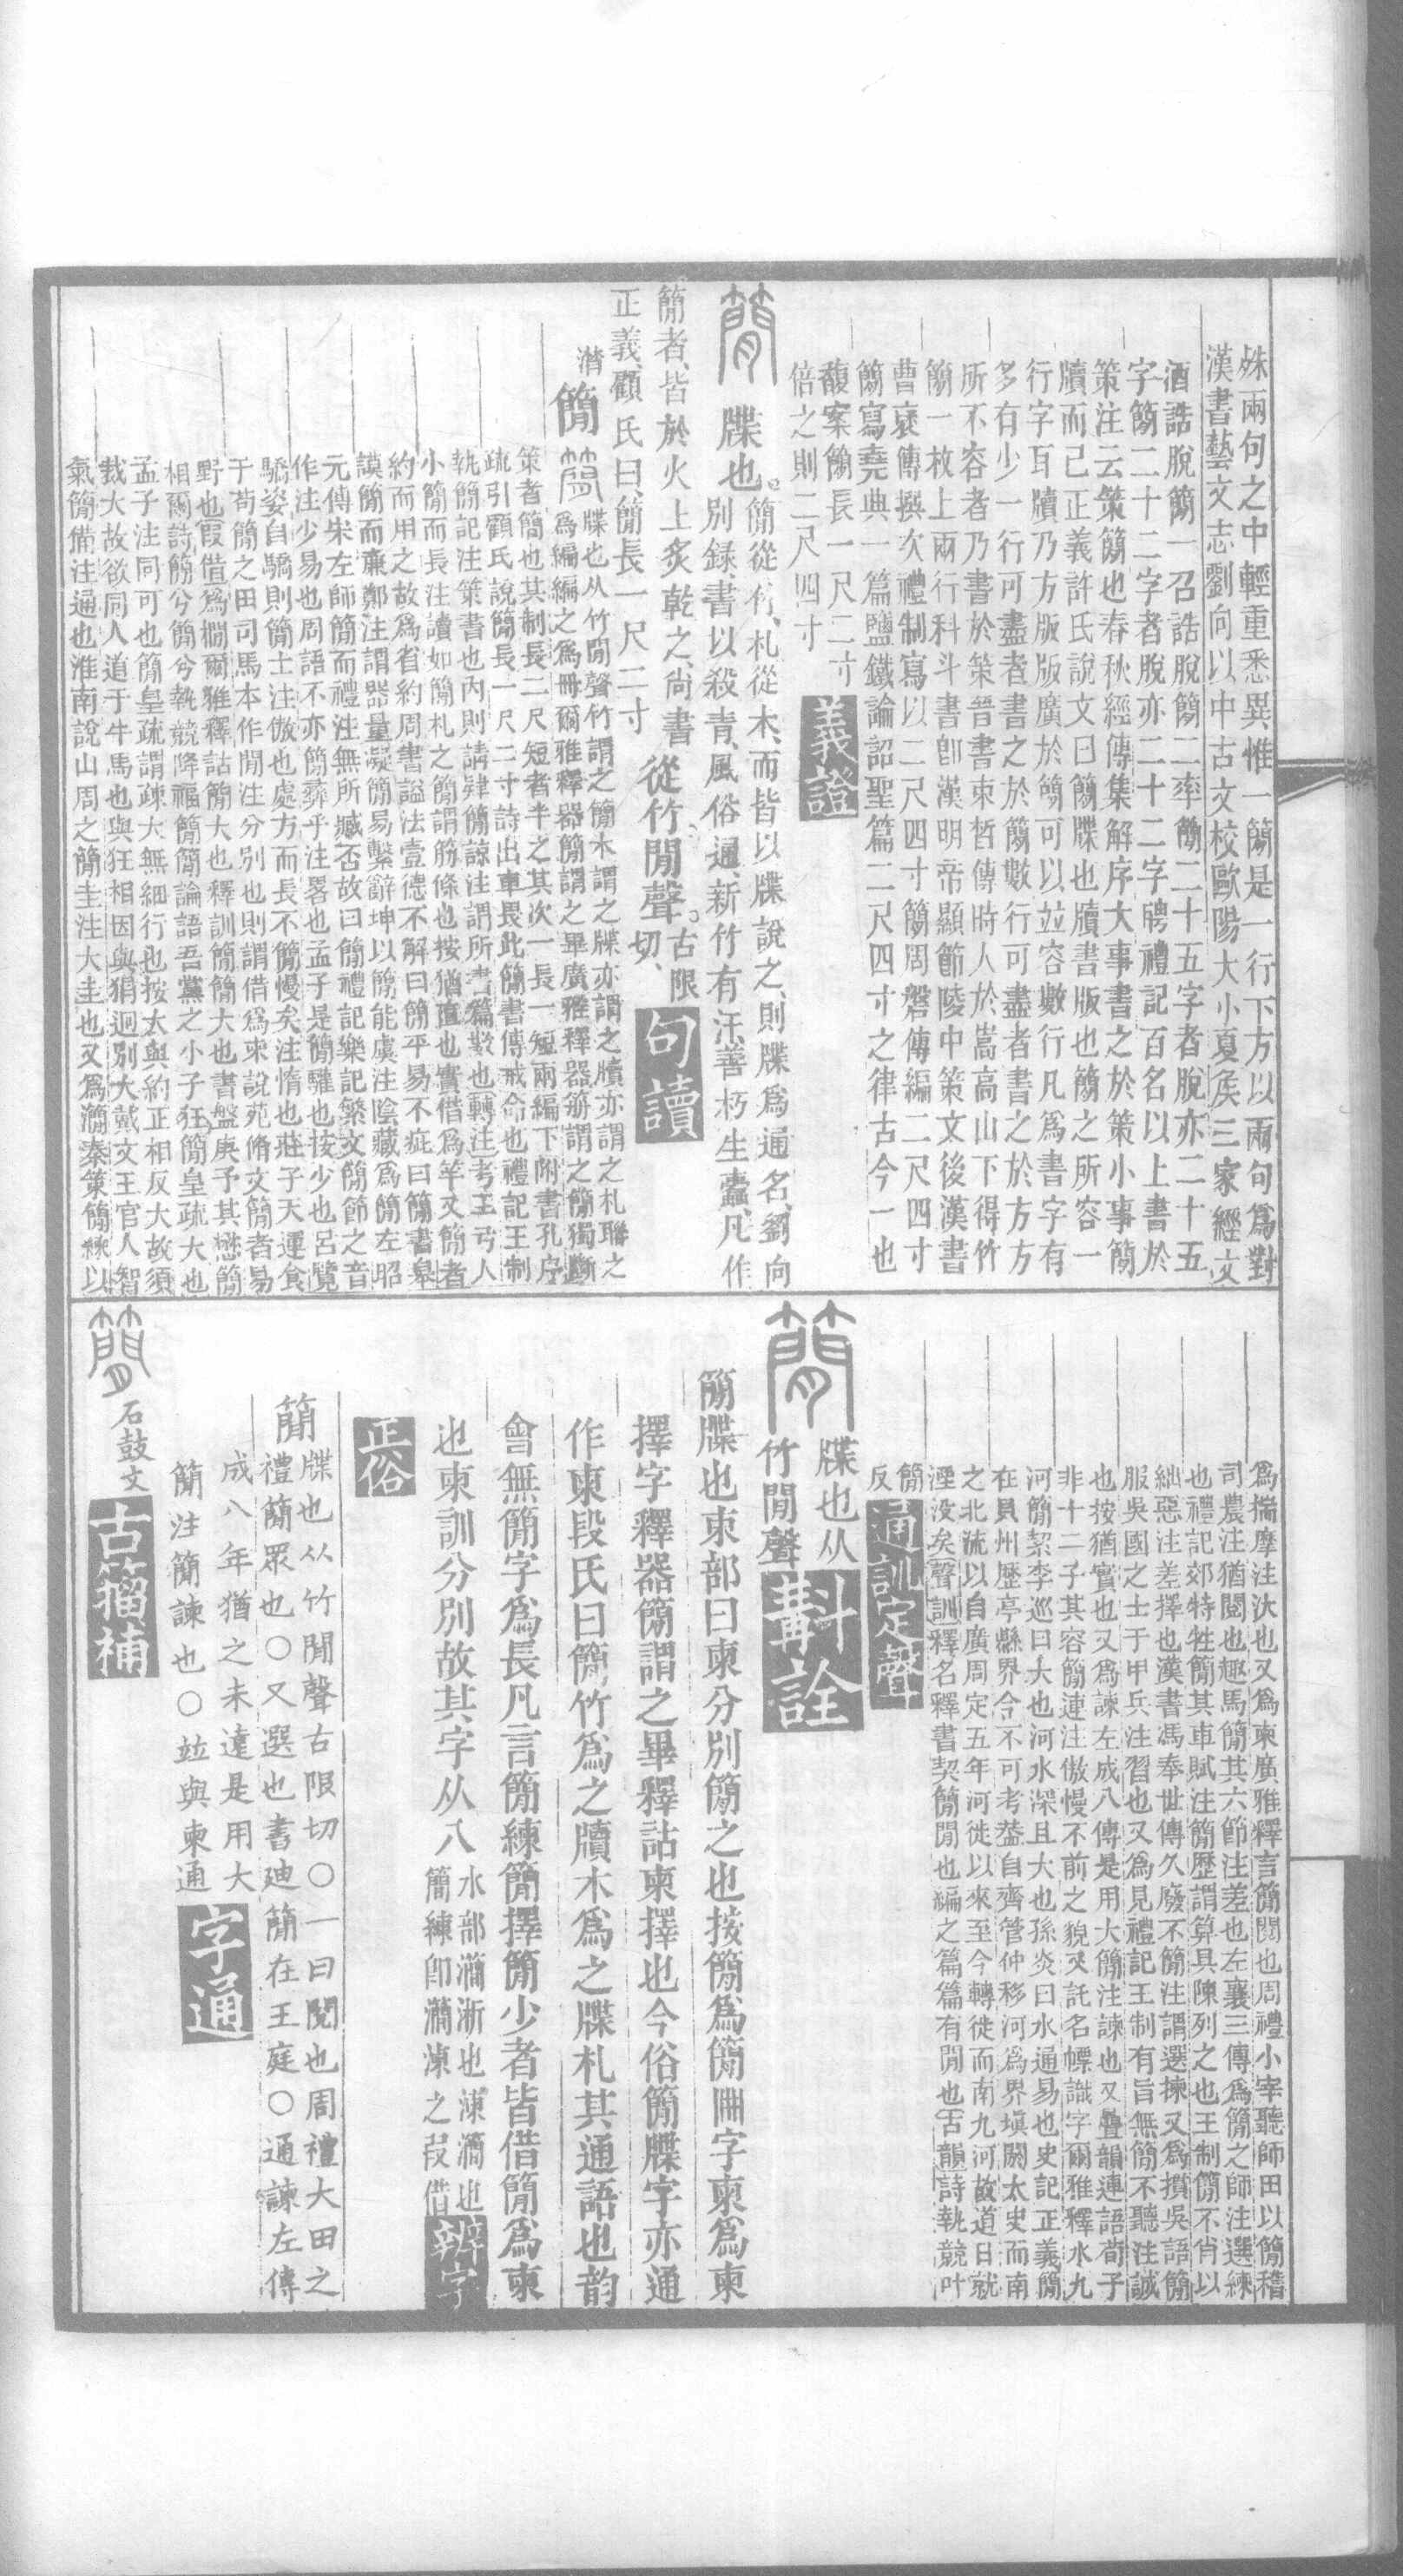 殊兩句之中輕重悉異惟一簡是一行下方以兩句爲對
漢書藝文志劉向以中古文校歐陽大小夏矦三家經文
酒誥脫簡一召誥脫簡二率簡二十五字者脫亦二十五
字簡二十二字者脫亦二十二字聘禮記百名以上書於
策注云策簡也春秋經傳集解序大事書之於策小事簡
牘而已正義許氏說文曰簡牒也牘書版也簡之所容一
行字耳牘乃方版版廣於簡可以並容數行凡爲書字有
多有少一行可盡者書之於簡數行可盡者書之於方方
所不容者乃書於策晉書束晳傳時人於嵩高山下得竹
簡一枚上兩行科斗書卽漢明帝顯節陵中策文後漢書
曹襃傳撰次禮制寫以二尺四寸簡周磐傳編二尺四寸
簡寫堯典一篇鹽鐵論詔聖篇二尺四寸之律古今一也
馥案簡長一尺二寸
倍之則二尺四寸
義證
簡
牒也
簡從竹、札從木、而皆以牒說之、則牒爲通名、劉向
別錄、書以殺靑、風俗通、新竹有汗、善朽生蠹、凡作
簡者、皆於火上炙乾之、尙書
正義、顧氏曰、簡長一尺二寸
從竹閒聲
古限
切、
句讀
簡
牒也从竹閒聲竹謂之簡木謂之牒亦謂之牘亦謂之札聯之
爲編編之爲冊爾雅釋器簡謂之畢廣雅釋器䈎謂之簡獨斷
策者簡也其制長二尺短者半之其次一長一短兩編下附書孔序
疏引顧氏說簡長一尺二寸詩出車畏此簡書傳戒命也禮記王制
執簡記注策書也內則請肄簡諒注謂所書篇數也轉注考工弓人
小簡而長注讀如簡札之簡謂筋條也按猶直也實借爲竿又簡者
約而用之故爲省約周書謚法壹德不解曰簡平易不疵曰簡書皋
謨簡而廉鄭注謂器量凝簡易繫辭坤以簡能虞注陰藏爲簡左昭
元傳宋左師簡而禮注無所臧否故曰簡禮記樂記繁文簡節之音
作注少易也周語不亦簡彝乎注畧也孟子是簡驩也按少也呂覽
驕姿自驕則簡士注傲也處方而長不簡慢矣注惰也莊子天運食
于苟簡之田司馬本作閒注分別也則謂借爲柬說苑脩文簡者易
野也叚借爲僩爾雅釋詁簡大也釋訓簡簡大也書盤庚予其懋簡
相爾詩簡兮簡兮執競降福簡簡論語吾黨之小子狂簡皇疏大也
孟子注同可也簡皇疏謂疎大無細行也按大與約正相反大故須
㦲大故欲同人道于牛馬也與狂相因與狷迥別大戴文王官人智
氣簡備注通也淮南說山周之簡圭注大圭也又爲㵎秦策簡練以
爲揣摩注汰也又爲柬廣雅釋言簡閱也周禮小宰聽師田以簡稽
司農注猶閱也趣馬簡其六節注差也左襄三傳爲簡之師注選練
也禮記郊特牲簡其車賦注簡歷謂算具陳列之也王制簡不肖以
絀惡注差擇也漢書馮奉世傳久廢不簡注謂選揀又爲㩓吳語簡
服吳國之士于甲兵注習也又爲見禮記王制有旨無簡不聽注誠
也按猶實也又爲諫左成八傳是用大簡注諫也又疊韻連語荀子
非十二子其容簡連注傲慢不前之貌又託名幖識字爾雅釋水九
河簡絜李巡曰大也河水深且大也孫炎曰水通易也史記正義簡
在貝州歷亭縣界今不可考葢自齊管仲移河爲界塡閼太史而南
之北流以自廣周定五年河徙以來至今轉徙而南九河故道日就
湮没矣聲訓釋名釋書契簡閒也編之篇篇有閒也古韻詩執競叶
簡
反
通訓定聲
簡
牒也从
竹閒聲
斠詮
簡牒也柬部曰柬分別簡之也按簡爲簡冊字柬爲柬
擇字釋器簡謂之畢釋詁柬擇也今俗簡牒字亦通
作柬段氏曰簡竹爲之牘木爲之牒札其通語也韵
會無簡字爲長凡言簡練簡擇簡少者皆借簡爲柬
也柬訓分別故其字从八
水部㵎淅也涷㵎也
簡練卽㵎涷之叚借
辨字
正俗
簡
牒也从竹閒聲古限切○一曰閱也周禮大田之
禮簡眾也○又選也書迪簡在王庭○通諫左傳
成八年猶之未遠是用大
簡注簡諫也○竝與柬通
字通
簡
石鼓文
古籀補